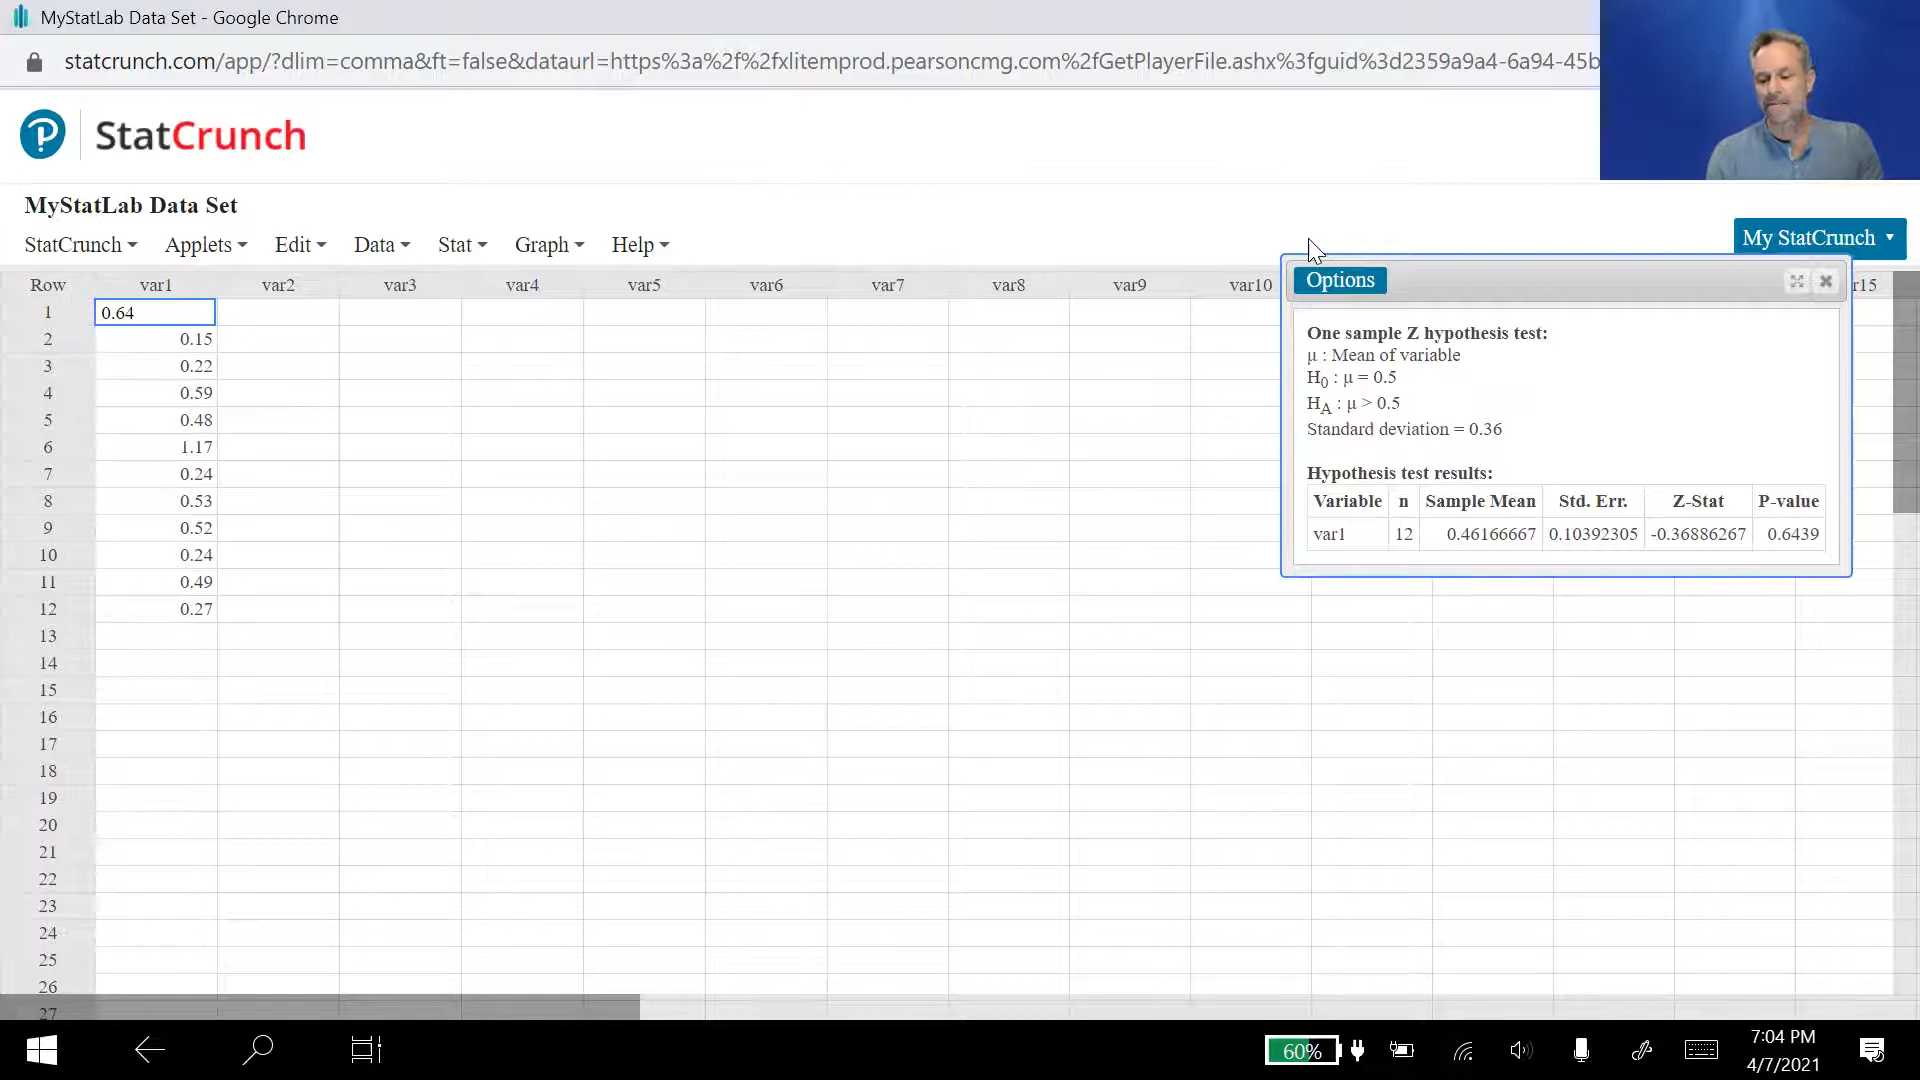 MyStatLab Data Set - Google Chrome
statcrunch.com/app/?dlim=comma&ft=false&dataurl=https%3a%2f%2fxlitemprod.pearsoncmg.com%2fGetPlayerFile.ashx%3fguid%3d2359a9a4-6a94-45b
StatCrunch
MyStatLab Data Set
StatCrunch Applets Edit Data Stat Graph Help
My StatCrunch
Row var1 var2 var3 var4 var5 var6 var7 var8 var9 var10 r15
1 0.64
2 0.15
3 0.22
4 0.59
5 0.48
6 1.17
7 0.24
8 0.53
9 0.52
10 0.24
11 0.49
12 0.27
13
14
15
16
17
18
19
20
21
22
23
24
25
26
27
Options
One sample Z hypothesis test:
μ : Mean of variable
H0 : μ = 0.5
HA : μ > 0.5
Standard deviation = 0.36
Hypothesis test results:
Variable n Sample Mean Std. Err. Z-Stat P-value
var1 12 0.46166667 0.10392305 -0.36886267 0.6439
60%
7:04 PM
4/7/2021